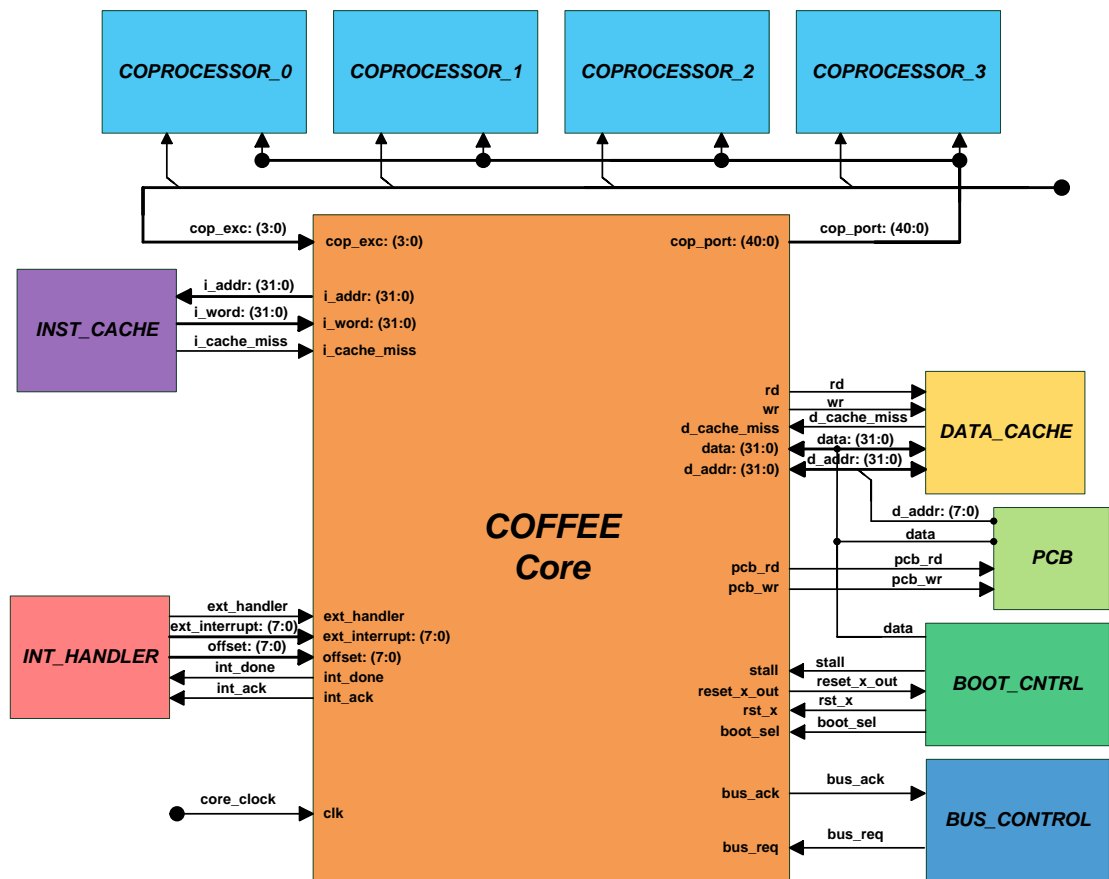 COPROCESSOR_0
COPROCESSOR_1
COPROCESSOR_2
COPROCESSOR_3
cop_exc: (3:0)
cop_exc: (3:0)
cop_port: (40:0)
cop_port: (40:0)
INST_CACHE
i_addr: (31:0)
i_addr: (31:0)
i_word: (31:0)
i_word: (31:0)
i_cache_miss
i_cache_miss
rd
rd
wr
wr
d_cache_miss
d_cache_miss
data: (31:0)
data: (31:0)
d_addr: (31:0)
d_addr: (31:0)
DATA_CACHE
COFFEE
Core
d_addr: (7:0)
data
pcb_rd
pcb_rd
pcb_wr
pcb_wr
PCB
INT_HANDLER
ext_handler
ext_handler
ext_interrupt: (7:0)
ext_interrupt: (7:0)
offset: (7:0)
offset: (7:0)
int_done
int_done
int_ack
int_ack
data
stall
stall
reset_x_out
reset_x_out
rst_x
rst_x
boot_sel
boot_sel
BOOT_CNTRL
core_clock
clk
bus_ack
bus_ack
bus_req
bus_req
BUS_CONTROL